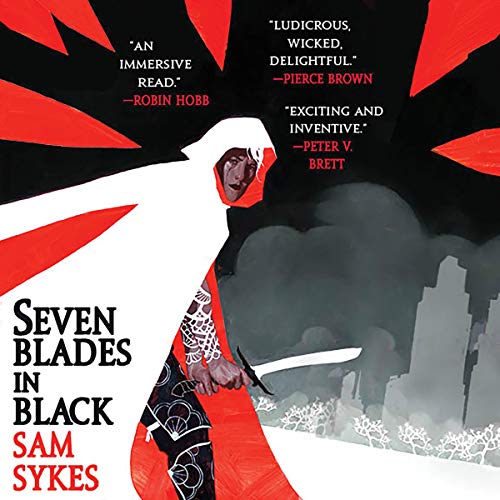 "AN
IMMERSIVE
READ."
—ROBIN HOBB
"LUDICROUS,
WICKED,
DELIGHTFUL."
—PIERCE BROWN
"EXCITING AND
INVENTIVE."
—PETER V.
BRETT
SEVEN
BLADES
IN
BLACK
SAM
SYKES